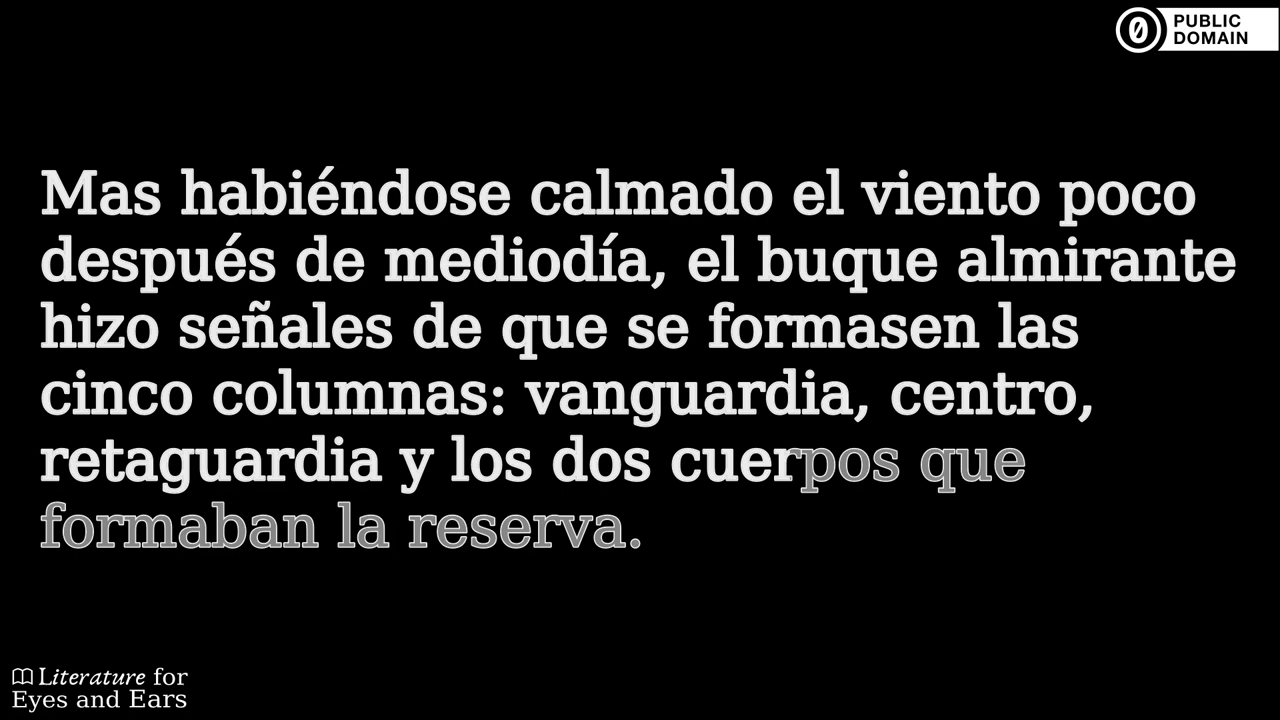 PUBLIC
DOMAIN
Mas habiéndose calmado el viento poco
después de mediodía, el buque almirante
hizo señales de que se formasen las
cinco columnas: vanguardia, centro,
retaguardia y los dos cuerpos que
formaban la reserva.
Literature for
Eyes and Ears